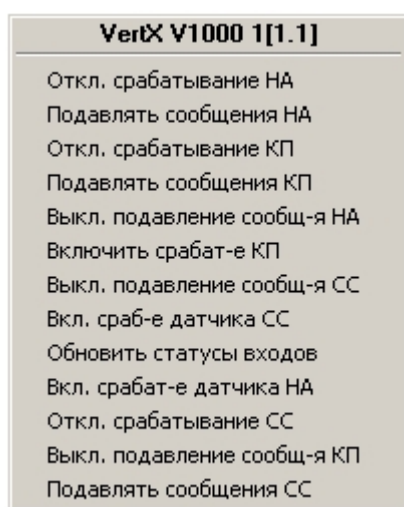 VertX V1000 1[1.1]
Откл. срабатывание НА
Подавлять сообщения НА
Откл. срабатывание КП
Подавлять сообщения КП
Выкл. подавление сообщ-я НА
Включить срабат-е КП
Выкл. подавление сообщ-я СС
Вкл. сраб-е датчика СС
Обновить статусы входов
Вкл. срабат-е датчика НА
Откл. срабатывание СС
Выкл. подавление сообщ-я КП
Подавлять сообщения СС